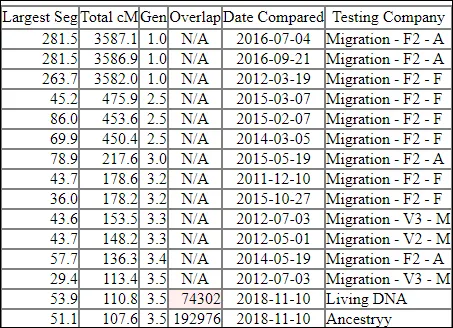 Largest Seg Total cM Gen Overlap Date Compared Testing Company
281.5 3587.1 1.0 N/A 2016-07-04 Migration - F2 - A
281.5 3586.9 1.0 N/A 2016-09-21 Migration - F2 - A
263.7 3582.0 1.0 N/A 2012-03-19 Migration - F2 - F
45.2 475.9 2.5 N/A 2015-03-07 Migration - F2 - F
86.0 453.6 2.5 N/A 2015-02-07 Migration - F2 - F
69.9 450.4 2.5 N/A 2014-03-05 Migration - F2 - F
78.9 217.6 3.0 N/A 2015-05-19 Migration - F2 - A
43.7 178.6 3.2 N/A 2011-12-10 Migration - F2 - F
36.0 178.2 3.2 N/A 2015-10-27 Migration - F2 - F
43.6 153.5 3.3 N/A 2012-07-03 Migration - V3 - M
43.7 148.2 3.3 N/A 2012-05-01 Migration - V2 - M
57.7 136.3 3.4 N/A 2014-05-19 Migration - F2 - A
29.4 113.4 3.5 N/A 2012-07-03 Migration - V3 - M
53.9 110.8 3.5 74302 2018-11-10 Living DNA
51.1 107.6 3.5 192976 2018-11-10 Ancestryy